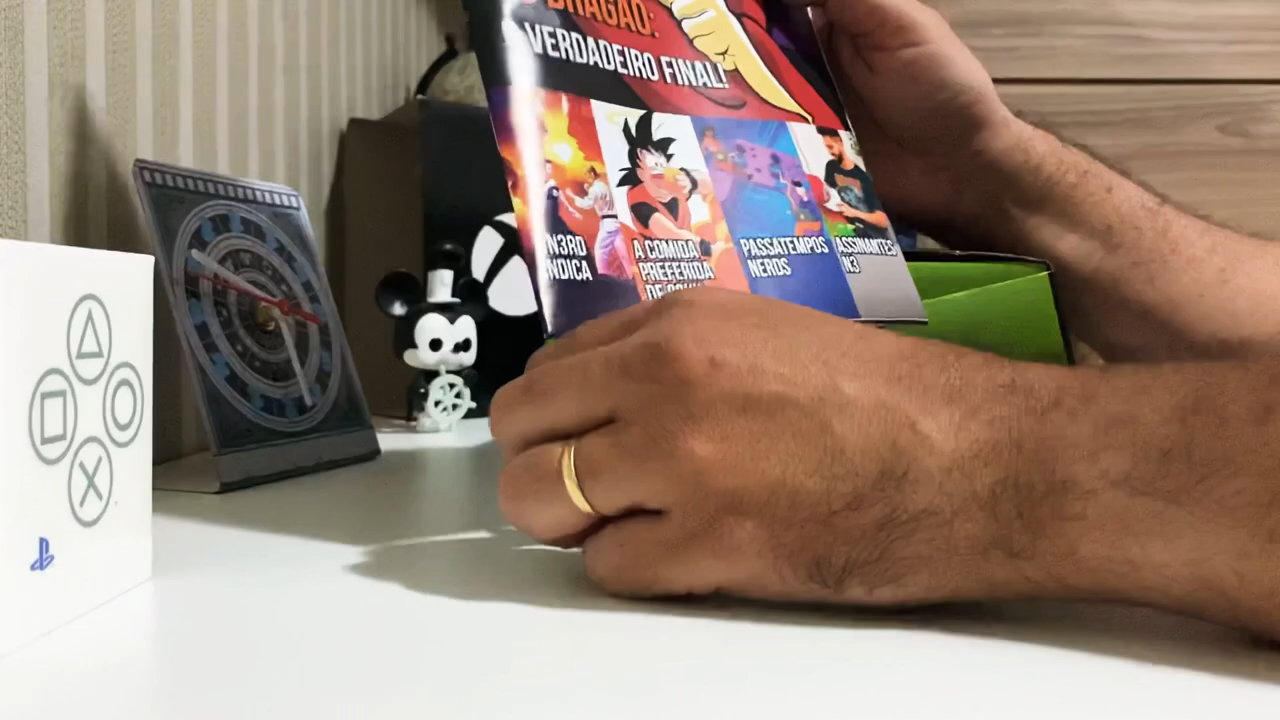 DRAGÃO:
VERDADEIRO FINAL!
N3RD
INDICA
A COMIDA
PREFERIDA
PASSATEMPOS
NERDS
ASSINANTES
N3